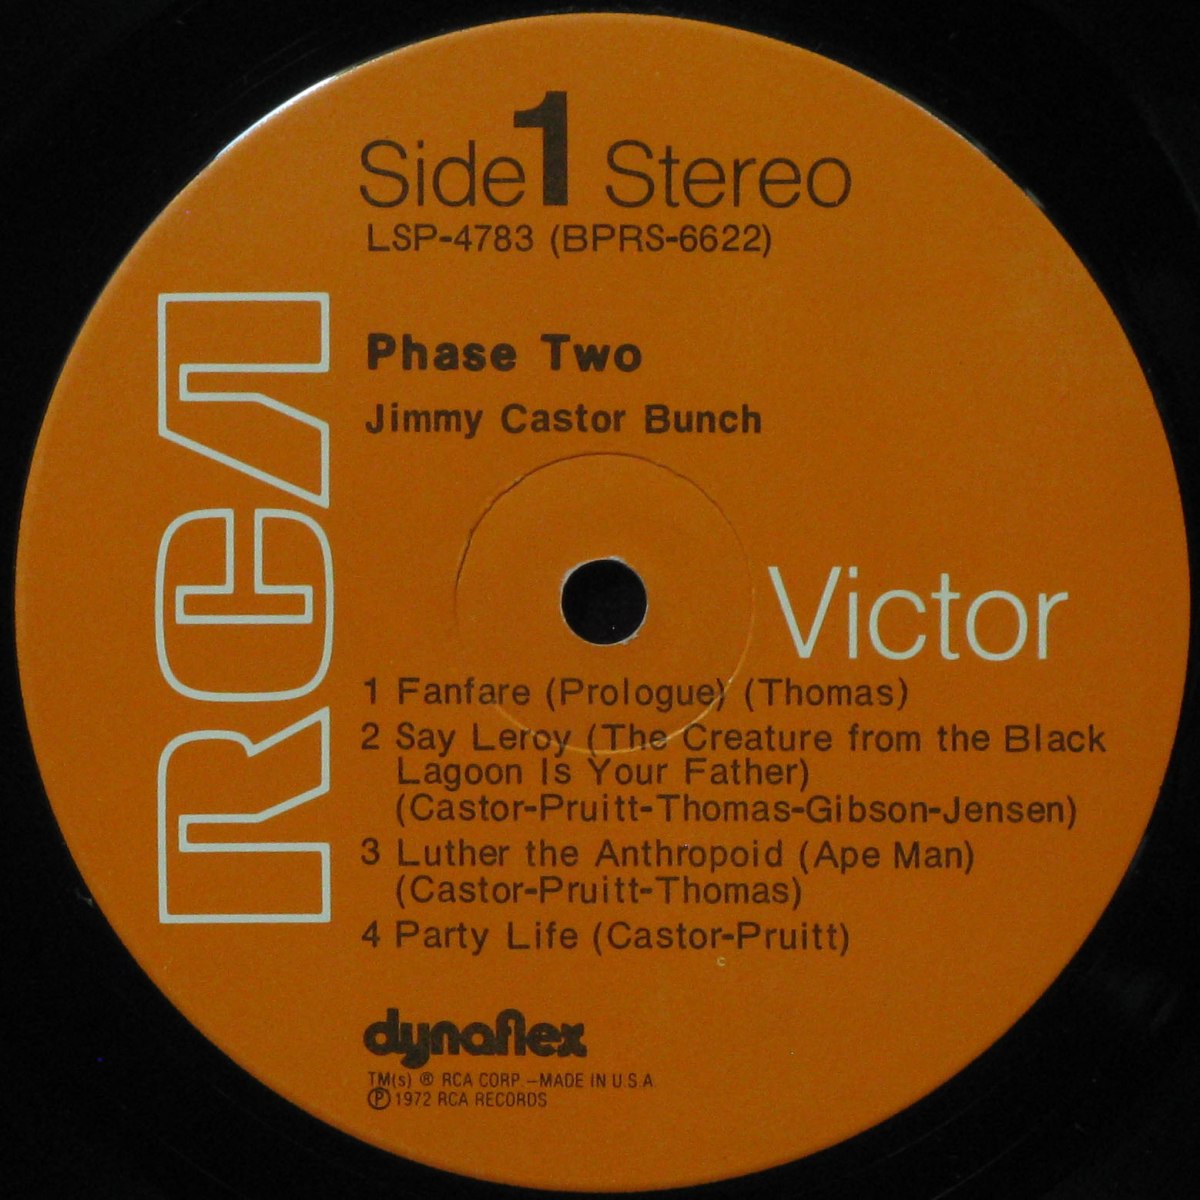 Side 1 Stereo
LSP-4783 (BPRS-6622)
RCA
Phase Two
Jimmy Castor Bunch
Victor
1 Fanfare (Prologue) (Thomas)
2 Say Leroy (The Creature from the Black
Lagoon Is Your Father)
(Castor-Pruitt-Thomas-Gibson-Jensen)
3 Luther the Anthropoid (Ape Man)
(Castor-Pruitt-Thomas)
4 Party Life (Castor-Pruitt)
dynaflex
TM(s) ® RCA CORP.–MADE IN U.S.A.
℗ 1972 RCA RECORDS